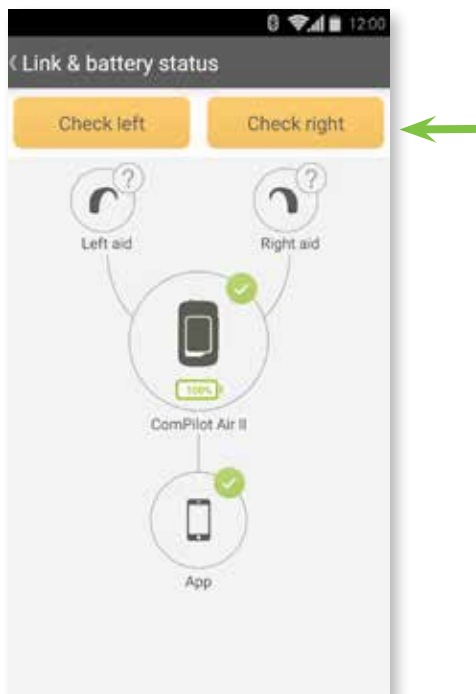 12:00
Link & battery status
Check left Check right
? ?
Left aid Right aid
100%
ComPilot Air II
App